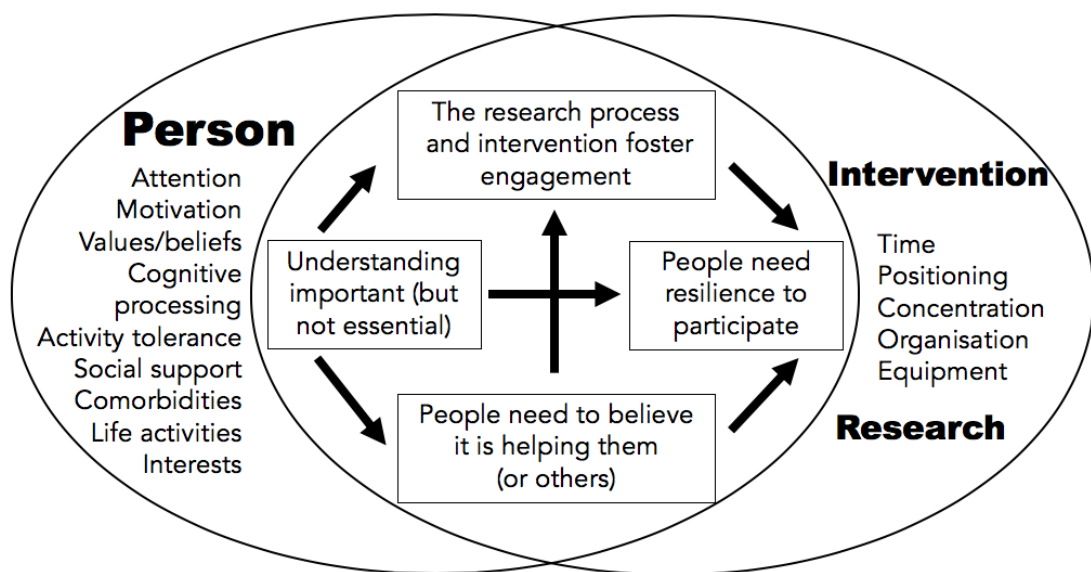 Person
Attention
Motivation
Values/beliefs
Cognitive
processing
Activity tolerance
Social support
Comorbidities
Life activities
Interests
The research process
and intervention foster
engagement
Understanding
important (but
not essential)
People need
resilience to
participate
People need to believe
it is helping them
(or others)
Intervention
Time
Positioning
Concentration
Organisation
Equipment
Research